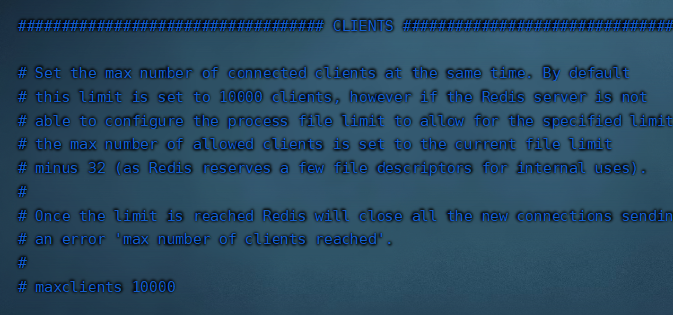 ################################### CLIENTS ###############################
# Set the max number of connected clients at the same time. By default
# this limit is set to 10000 clients, however if the Redis server is not
# able to configure the process file limit to allow for the specified limit
# the max number of allowed clients is set to the current file limit
# minus 32 (as Redis reserves a few file descriptors for internal uses).
#
# Once the limit is reached Redis will close all the new connections sendin
# an error 'max number of clients reached'.
#
# maxclients 10000